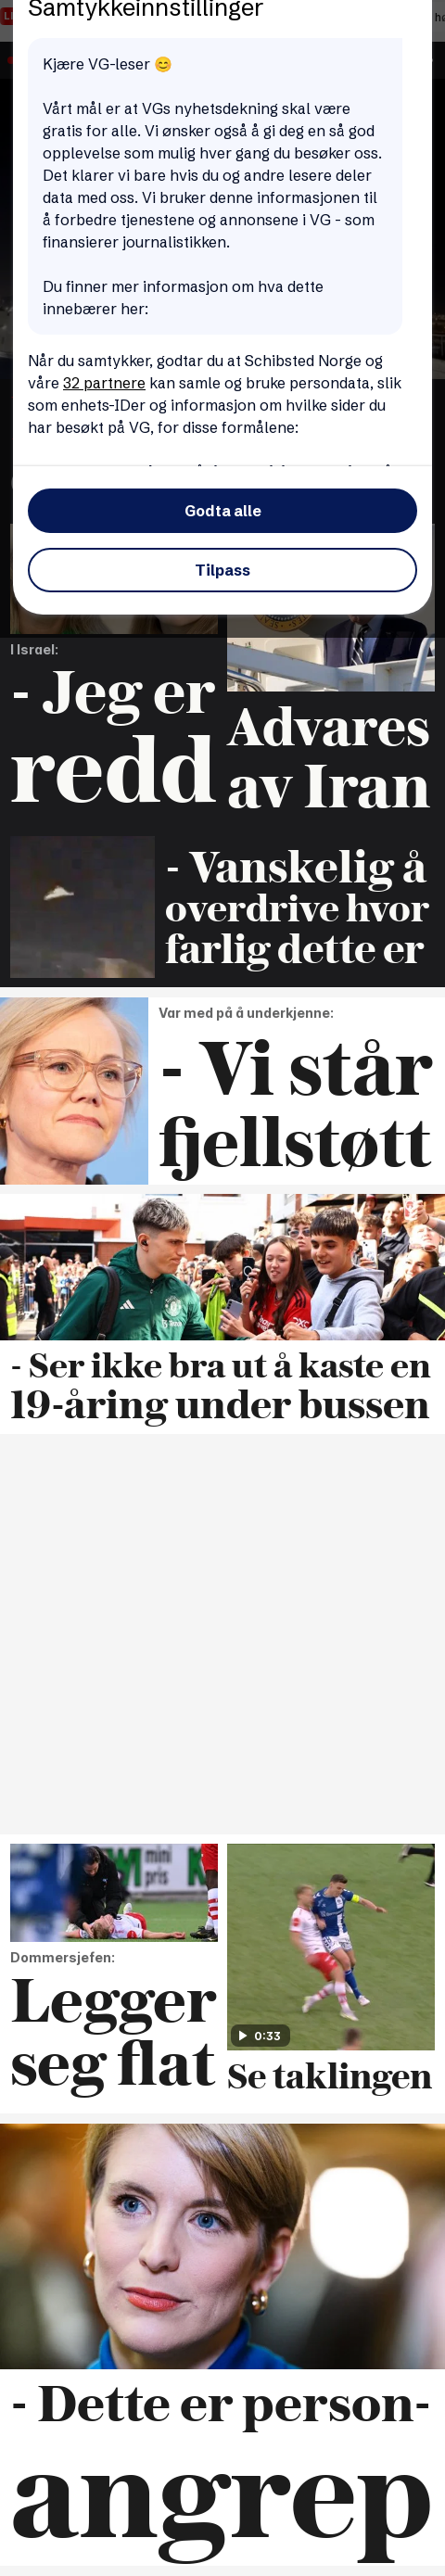 Samtykkeinnstillinger
Kjære VG-leser 😊
Vårt mål er at VGs nyhetsdekning skal være
gratis for alle. Vi ønsker også å gi deg en så god
opplevelse som mulig hver gang du besøker oss.
Det klarer vi bare hvis du og andre lesere deler
data med oss. Vi bruker denne informasjonen til
å forbedre tjenestene og annonsene i VG - som
finansierer journalistikken.
Du finner mer informasjon om hva dette
innebærer her:
Når du samtykker, godtar du at Schibsted Norge og
våre 32 partnere kan samle og bruke persondata, slik
som enhets-IDer og informasjon om hvilke sider du
har besøkt på VG, for disse formålene:
Godta alle
Tilpass
I Israel:
- Jeg er
redd
Advares
av Iran
- Vanskelig å
overdrive hvor
farlig dette er
Var med på å underkjenne:
- Vi står
fjellstøtt
- Ser ikke bra ut å kaste en
19-åring under bussen
mini
pris
Dommersjefen:
Legger
seg flat
0:33
Se taklingen
- Dette er person-
angrep